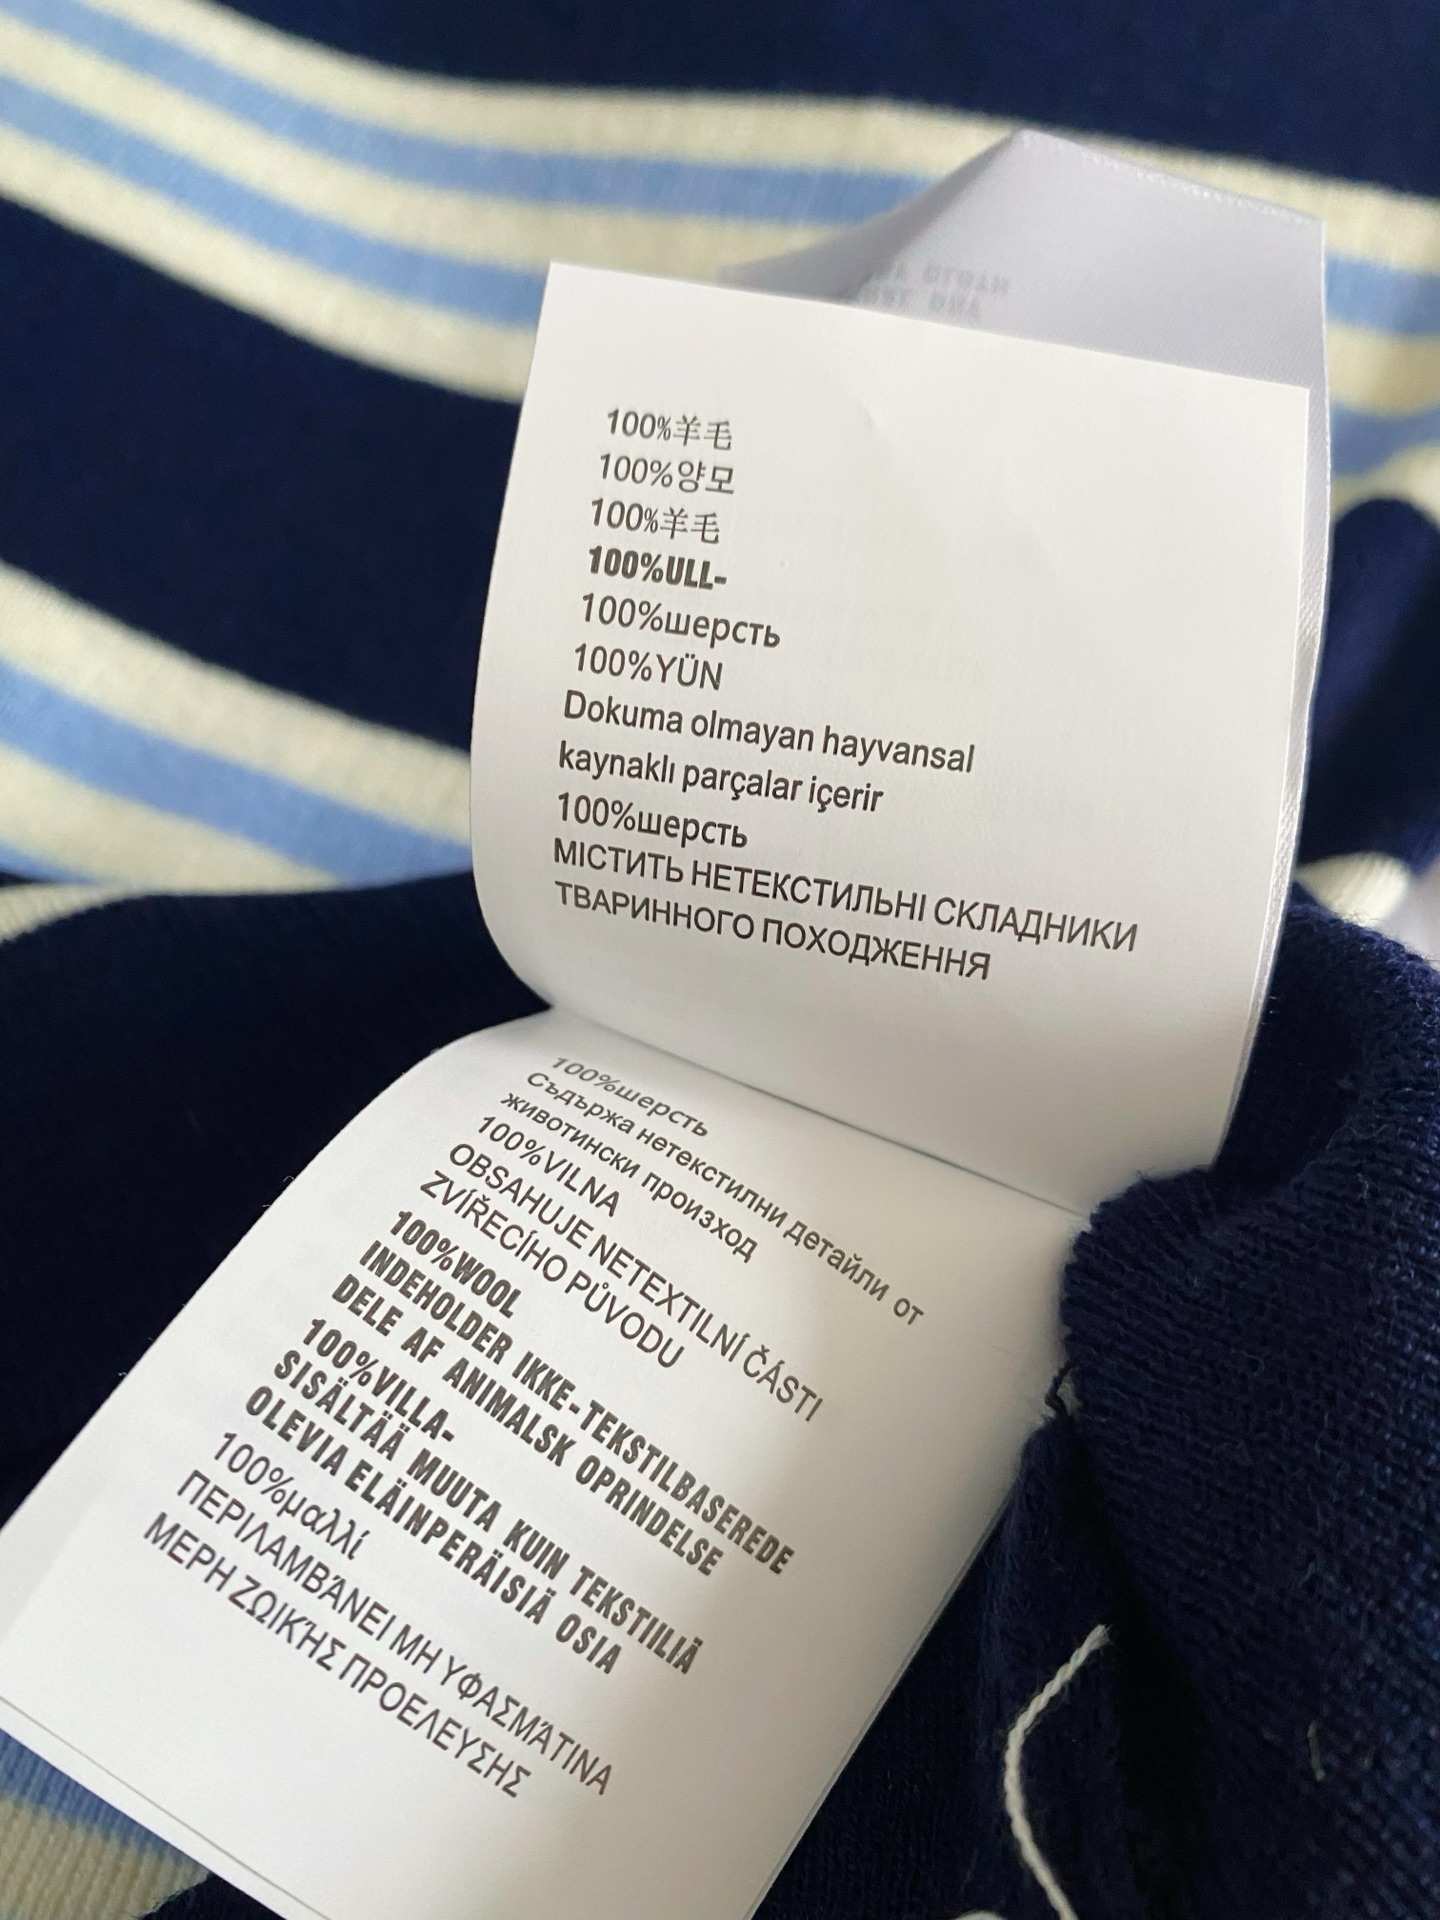 100%羊毛
100%양모
100%羊毛
100%ULL-
100%шерсть
100%YÜN
Dokuma olmayan hayvansal
kaynaklı parçalar içerir
100%шерсть
МІСТИТЬ НЕТЕКСТИЛЬНІ СКЛАДНИКИ
ТВАРИННОГО ПОХОДЖЕННЯ
100%шерсть
Съдържа нетекстилни детайли от
животински произход
100%VILNA
OBSAHUJE NETEXTILNÍ ČÁSTI
ZVÍŘECÍHO PŮVODU
100%WOOL
INDEHOLDER IKKE-TEKSTILBASEREDE
DELE AF ANIMALSK OPRINDELSE
100%VILLA-
SISÄLTÄÄ MUUTA KUIN TEKSTIILIÄ
OLEVIA ELÄINPERÄISIÄ OSIA
100%μαλλί
ΠΕΡΙΛΑΜΒΆΝΕΙ ΜΗ ΥΦΑΣΜΆΤΙΝΑ
ΜΕΡΗ ΖΩΙΚΉΣ ΠΡΟΕΛΕΥΣΗΣ